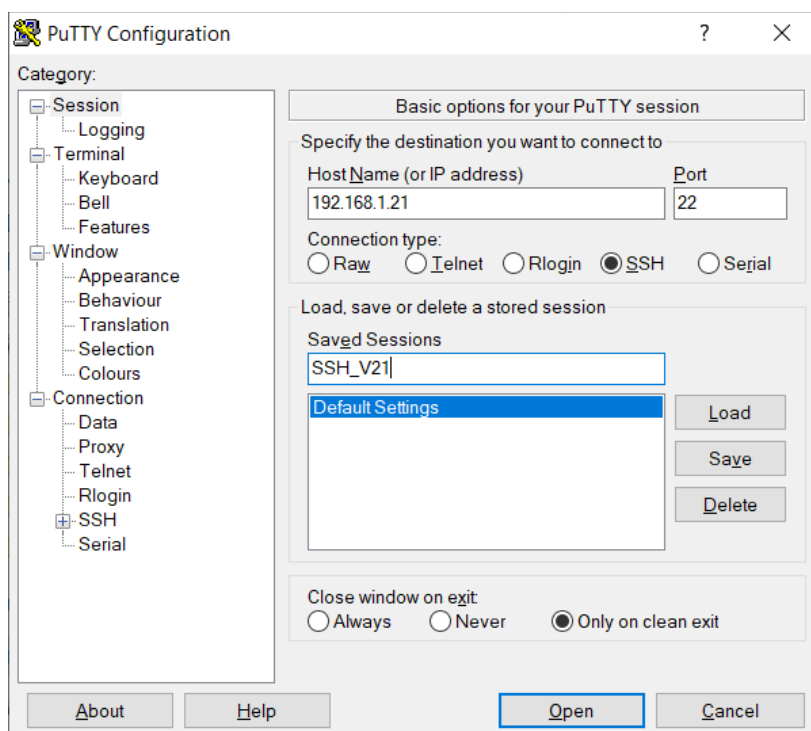 PuTTY Configuration
?
Category:
Session
Logging
Terminal
Keyboard
Bell
Features
Window
Appearance
Behaviour
Translation
Selection
Colours
Connection
Data
Proxy
Telnet
Rlogin
SSH
Serial
Basic options for your PuTTY session
Specify the destination you want to connect to
Host Name (or IP address) Port
192.168.1.21 22
Connection type:
Raw Telnet Rlogin SSH Serial
Load, save or delete a stored session
Saved Sessions
SSH_V21
Default Settings
Load
Save
Delete
Close window on exit:
Always Never Only on clean exit
About Help Open Cancel